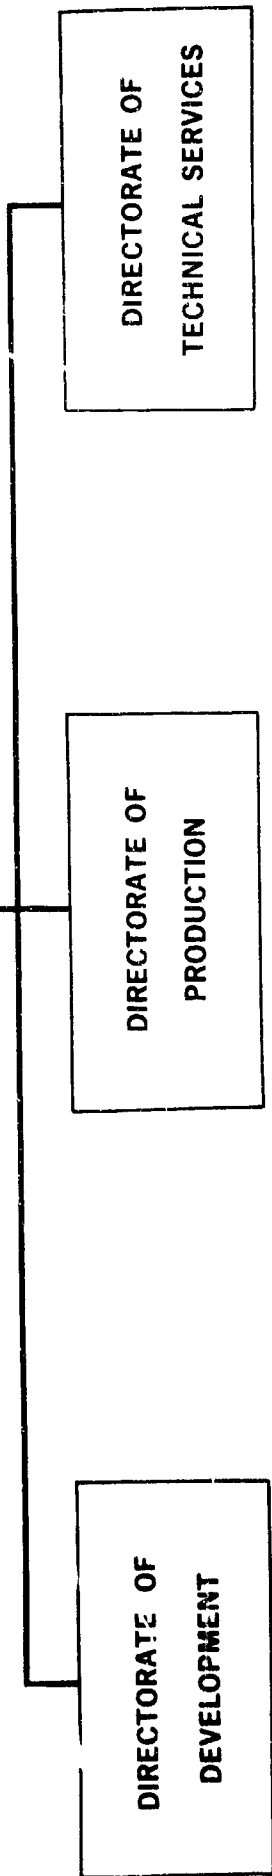 DIRECTORATE OF
DEVELOPMENT
DIRECTORATE OF
PRODUCTION
DIRECTORATE OF
TECHNICAL SERVICES